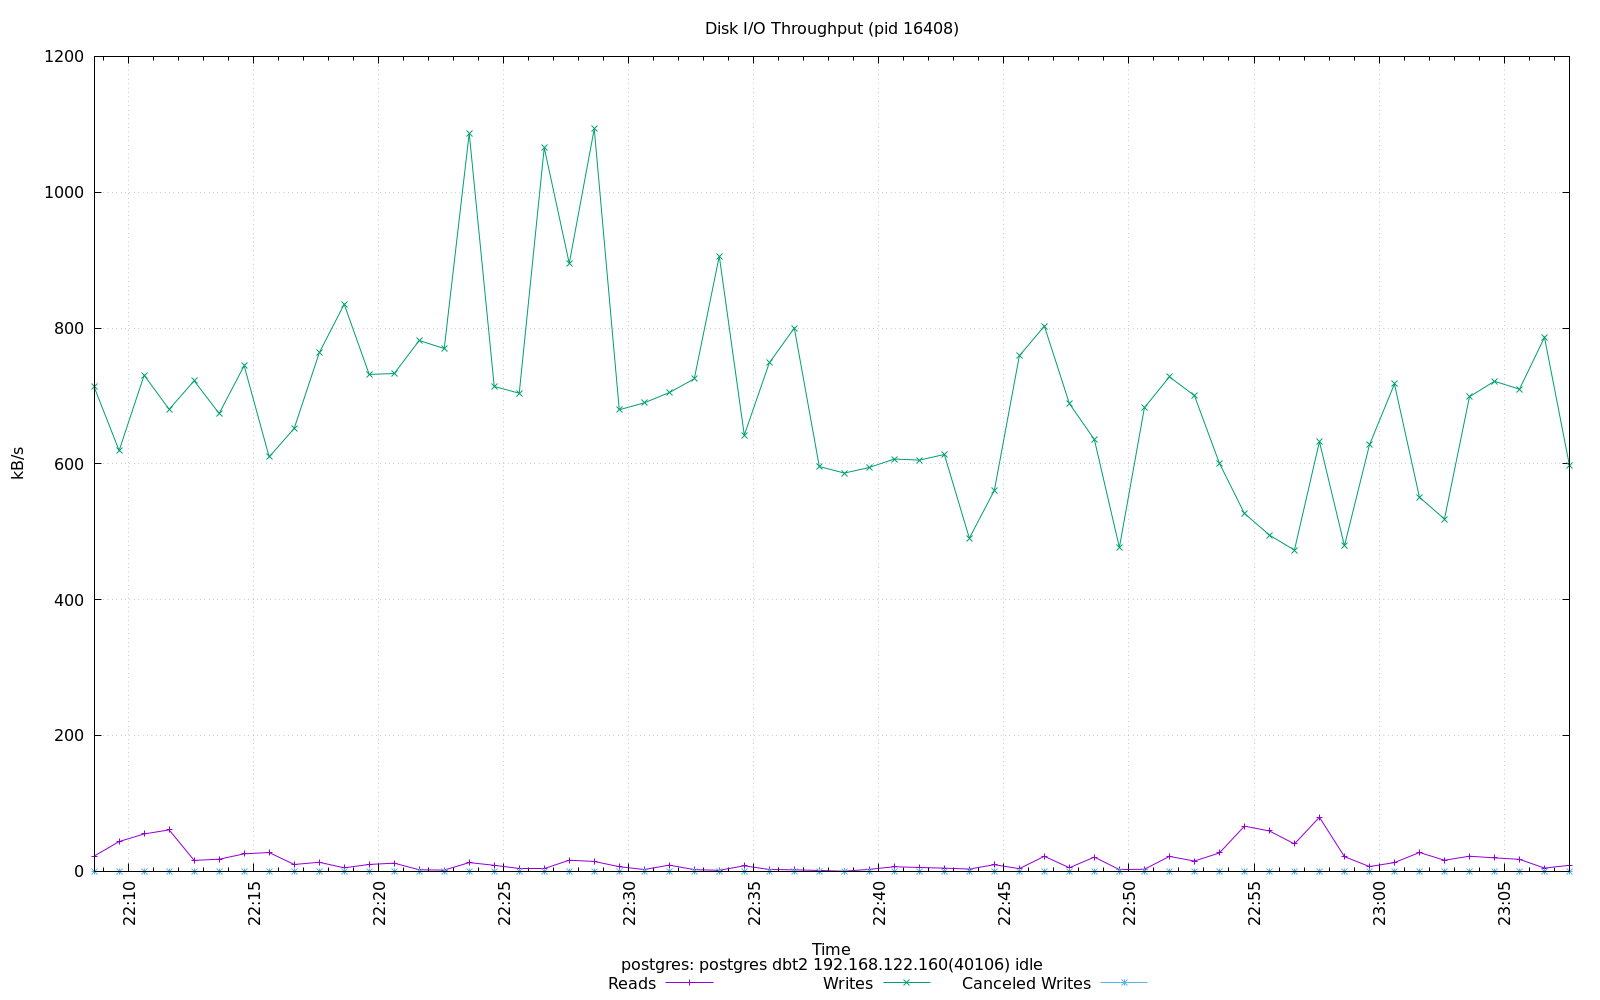 Disk I/O Throughput (pid 16408)
1200
1000
800
600
400
200
0
kB/s
22:10 22:15 22:20 22:25 22:30 22:35 22:40 22:45 22:50 22:55 23:00 23:05
Time
postgres: postgres dbt2 192.168.122.160(40106) idle
Reads Writes Canceled Writes